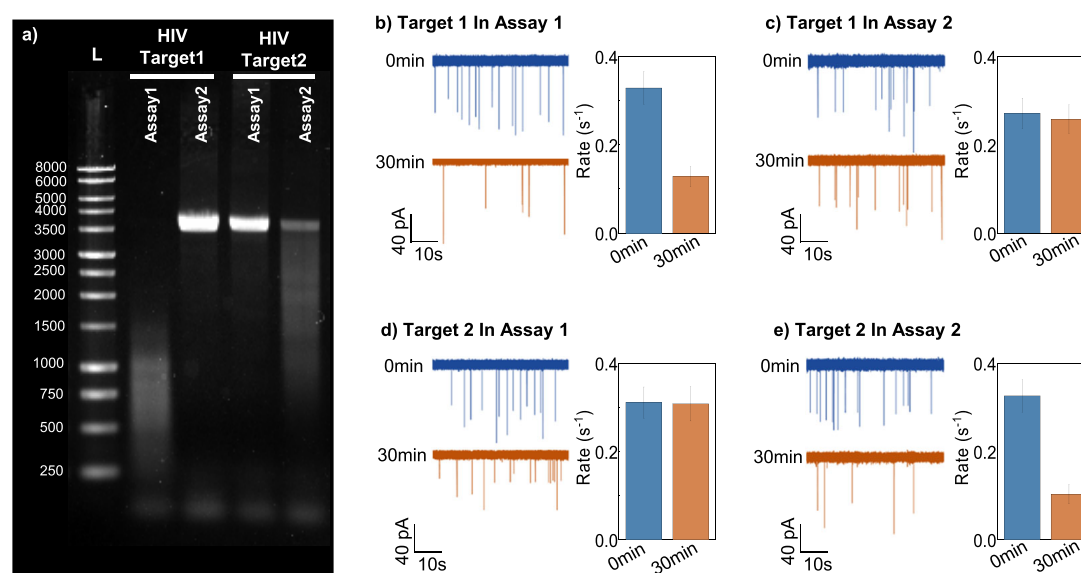 a)
HIV
Target1
HIV
Target2
L
Assay1
Assay2
Assay1
Assay2
8000
6000
5000
4000
3500
3000
2500
2000
1500
1000
750
500
250
b) Target 1 In Assay 1
0min
30min
40 pA
10s
Rate (s-1)
0.4
0.2
0.0
0min
30min
c) Target 1 In Assay 2
0min
30min
40 pA
10s
Rate (s-1)
0.4
0.2
0.0
0min
30min
d) Target 2 In Assay 1
0min
30min
40 pA
10s
Rate (s-1)
0.4
0.2
0.0
0min
30min
e) Target 2 In Assay 2
0min
30min
40 pA
10s
Rate (s-1)
0.4
0.2
0.0
0min
30min